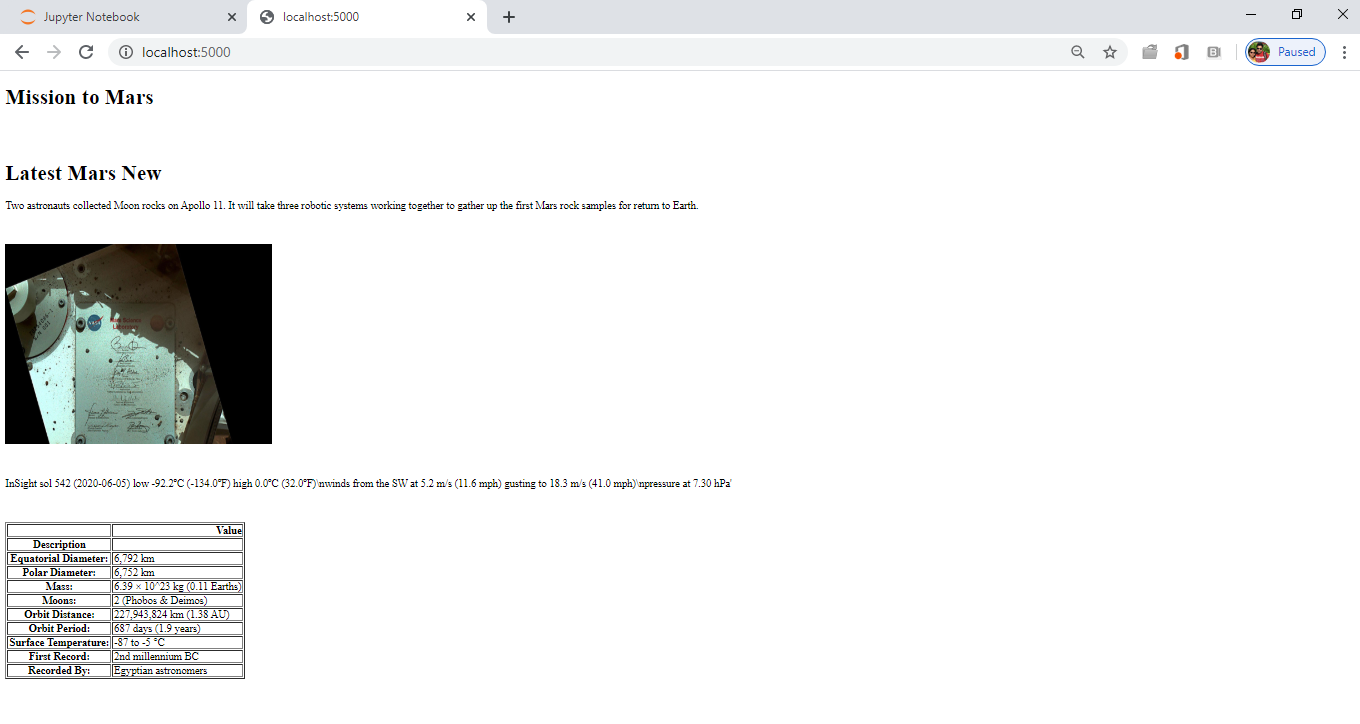 Jupyter Notebook
localhost:5000
localhost:5000
Paused
Mission to Mars
Latest Mars New
Two astronauts collected Moon rocks on Apollo 11. It will take three robotic systems working together to gather up the first Mars rock samples for return to Earth.
NASA
InSight sol 542 (2020-06-05) low -92.2°C (-134.0°F) high 0.0°C (32.0°F)\nwinds from the SW at 5.2 m/s (11.6 mph) gusting to 18.3 m/s (41.0 mph)\npressure at 7.30 hPa'
Value
Description
Equatorial Diameter: 6,792 km
Polar Diameter: 6,752 km
Mass: 6.39 × 10^23 kg (0.11 Earths)
Moons: 2 (Phobos & Deimos)
Orbit Distance: 227,943,824 km (1.38 AU)
Orbit Period: 687 days (1.9 years)
Surface Temperature: -87 to -5 °C
First Record: 2nd millennium BC
Recorded By: Egyptian astronomers